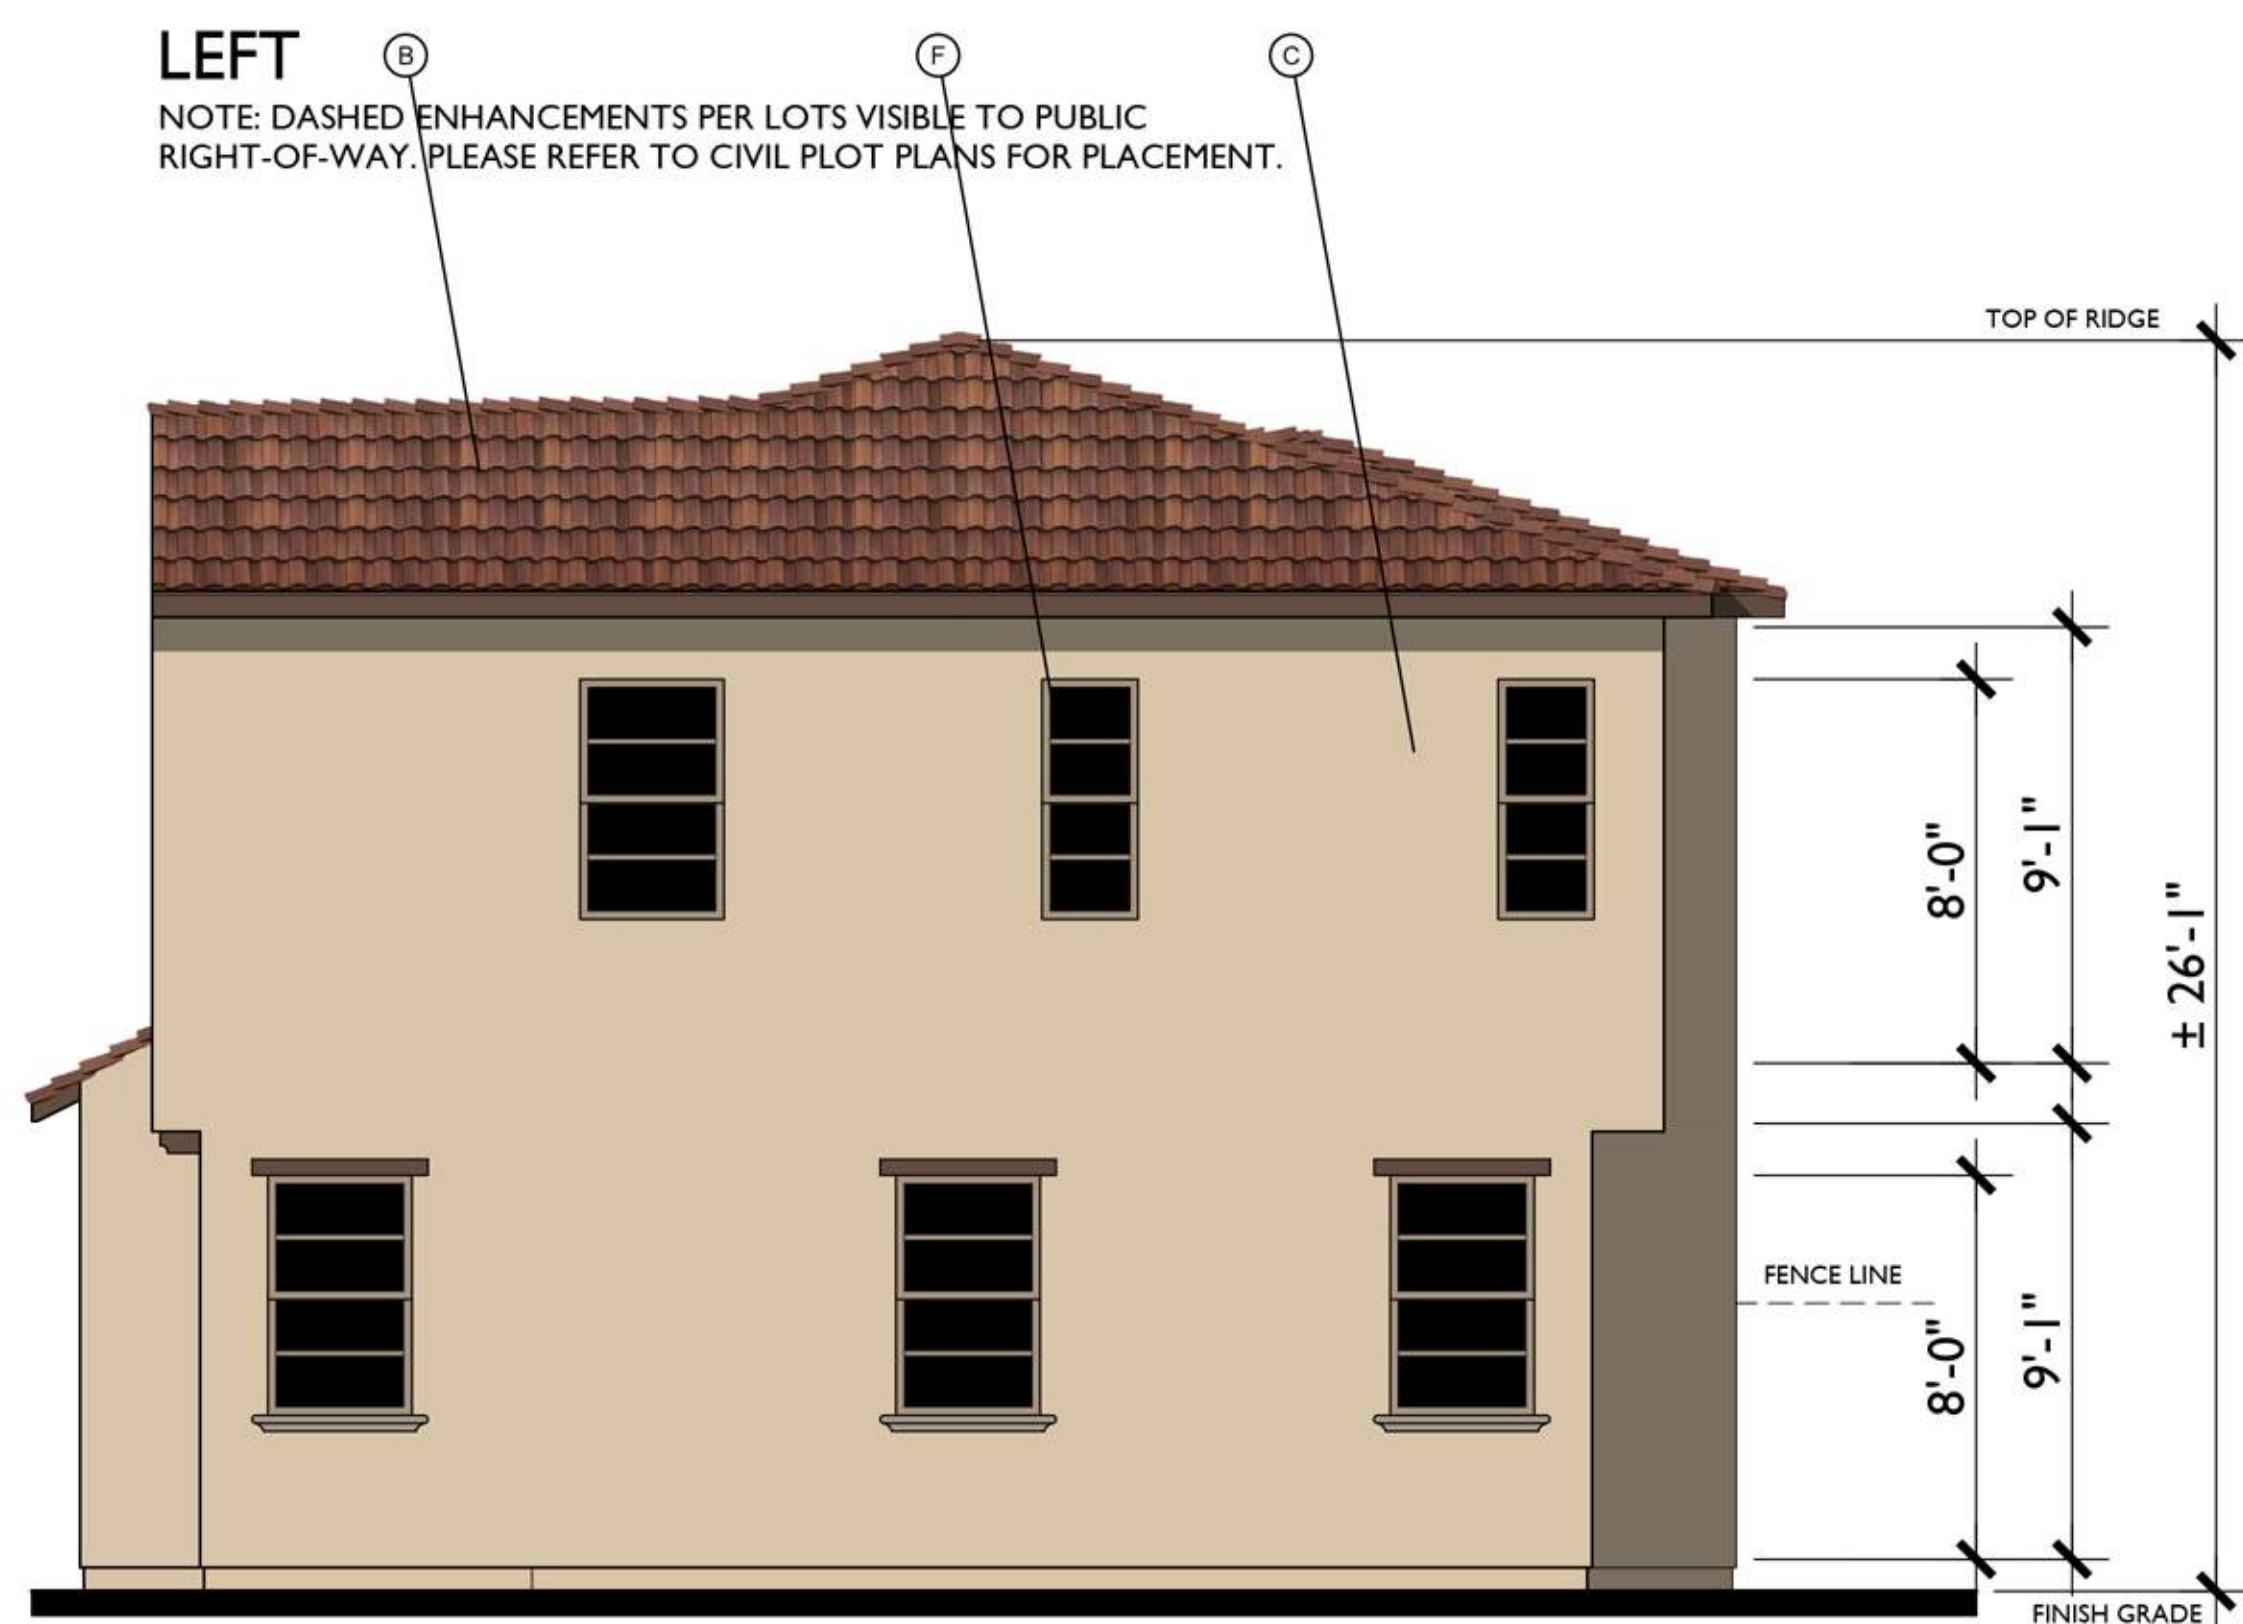 LEFT
B
F
C
NOTE: DASHED ENHANCEMENTS PER LOTS VISIBLE TO PUBLIC
RIGHT-OF-WAY. PLEASE REFER TO CIVIL PLOT PLANS FOR PLACEMENT.
TOP OF RIDGE
8'-0"
9'-1"
± 26'-1"
FENCE LINE
8'-0"
9'-1"
FINISH GRADE